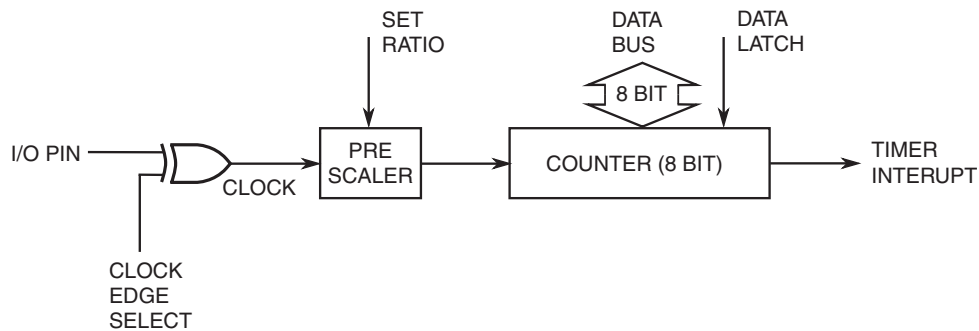 SET
RATIO
DATA
BUS
DATA
LATCH
8 BIT
I/O PIN
CLOCK
PRE
SCALER
COUNTER (8 BIT)
TIMER
INTERUPT
CLOCK
EDGE
SELECT